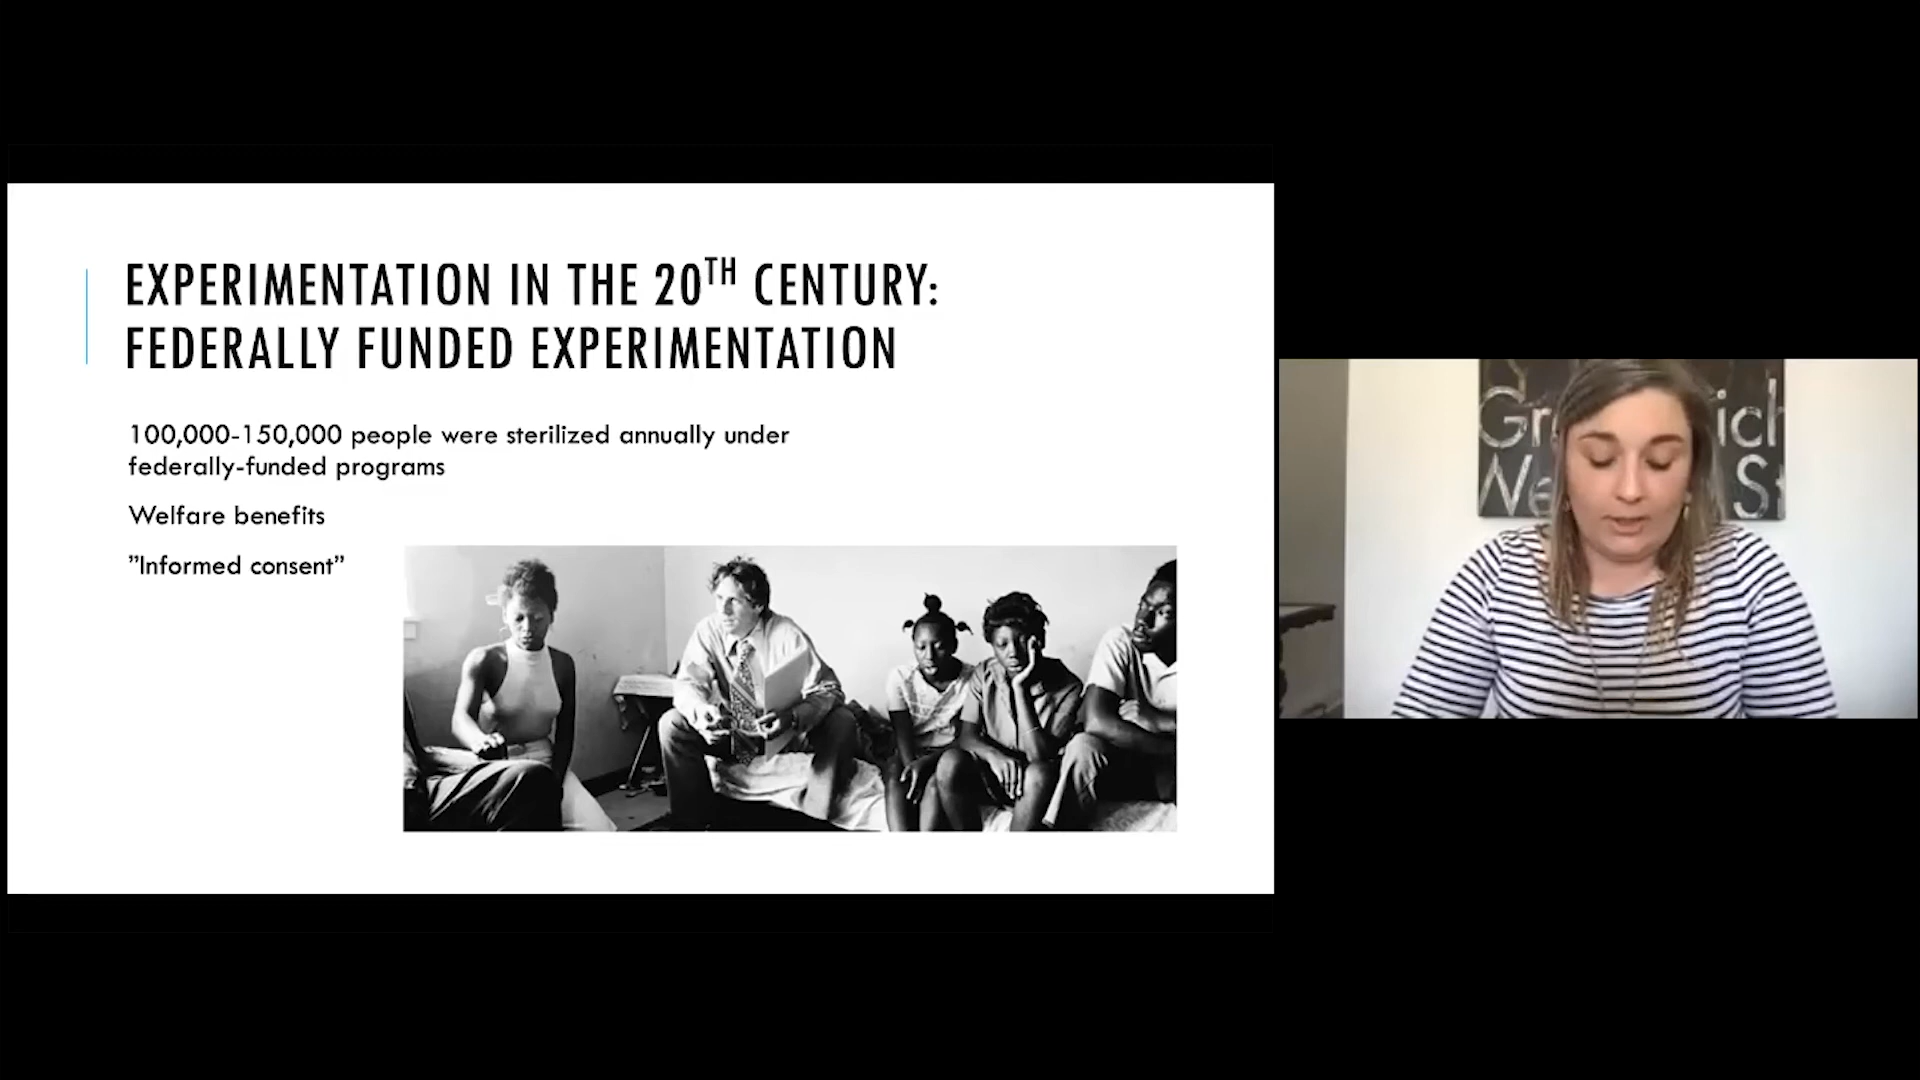 EXPERIMENTATION IN THE 20TH CENTURY:
FEDERALLY FUNDED EXPERIMENTATION
100,000-150,000 people were sterilized annually under
federally-funded programs
Welfare benefits
”Informed consent”